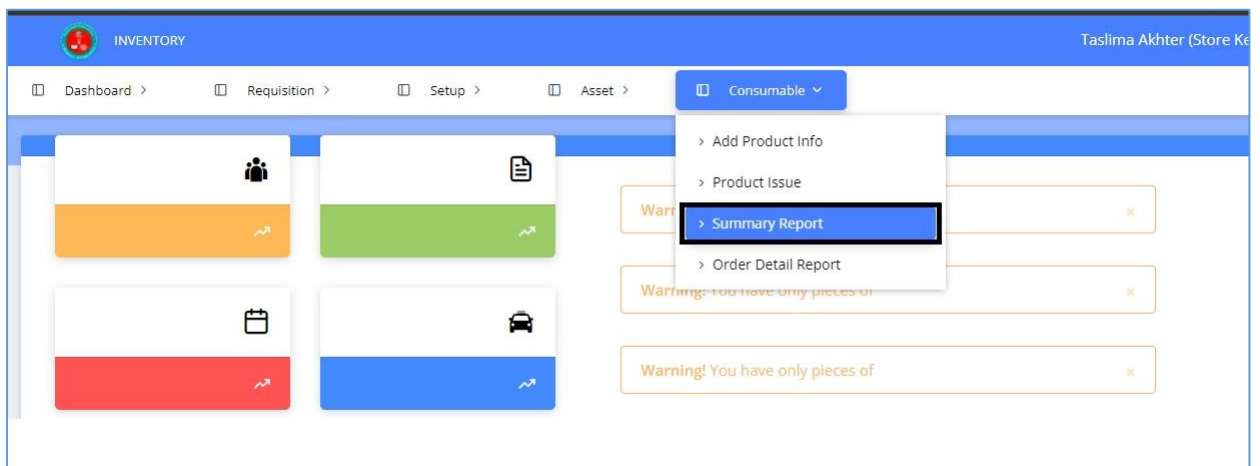 INVENTORY
Taslima Akhter (Store Ke
Dashboard >
Requisition >
Setup >
Asset >
Consumable
> Add Product Info
> Product Issue
> Summary Report
> Order Detail Report
Warning! You have only pieces of ×
Warning! You have only pieces of ×